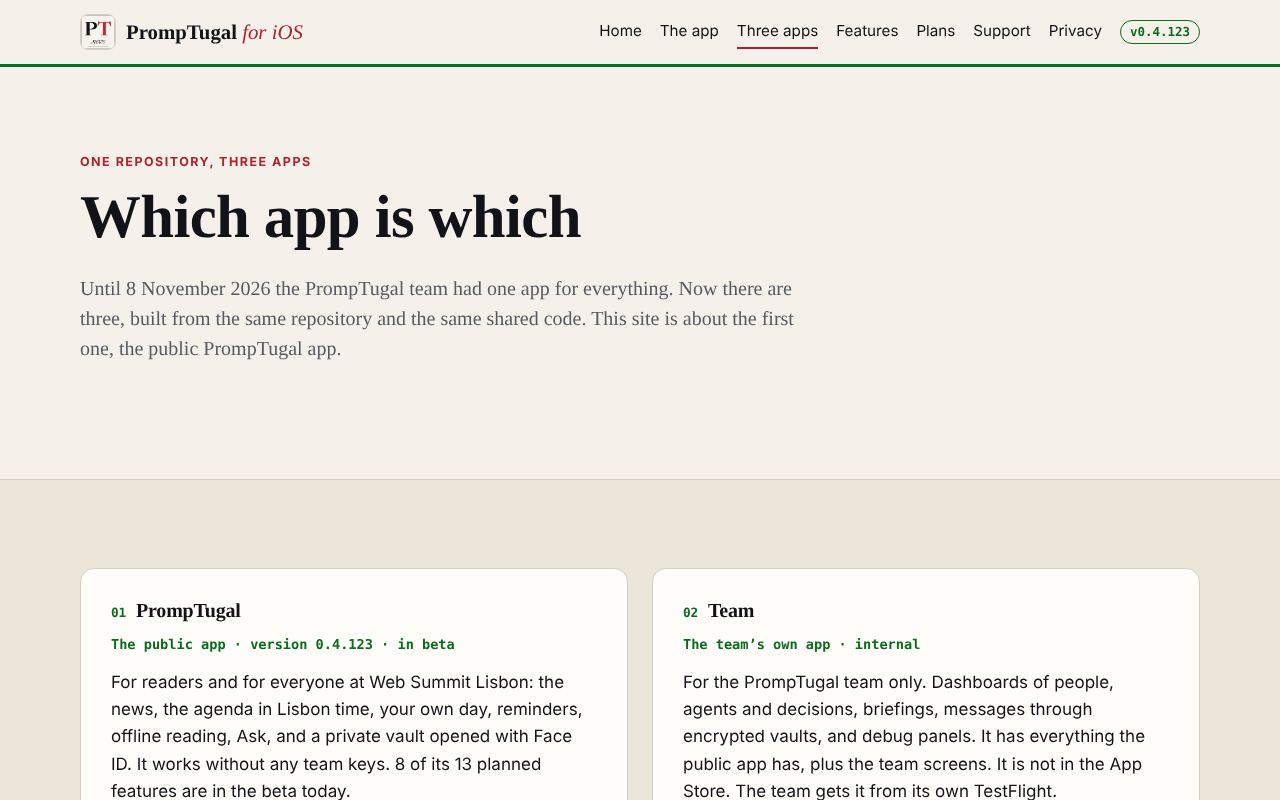 PT
PrompTugal for iOS
Home
The app
Three apps
Features
Plans
Support
Privacy
v0.4.123
ONE REPOSITORY, THREE APPS
Which app is which
Until 8 November 2026 the PrompTugal team had one app for everything. Now there are
three, built from the same repository and the same shared code. This site is about the first
one, the public PrompTugal app.
01 PrompTugal
The public app · version 0.4.123 · in beta
For readers and for everyone at Web Summit Lisbon: the
news, the agenda in Lisbon time, your own day, reminders,
offline reading, Ask, and a private vault opened with Face
ID. It works without any team keys. 8 of its 13 planned
features are in the beta today.
02 Team
The team’s own app · internal
For the PrompTugal team only. Dashboards of people,
agents and decisions, briefings, messages through
encrypted vaults, and debug panels. It has everything the
public app has, plus the team screens. It is not in the App
Store. The team gets it from its own TestFlight.